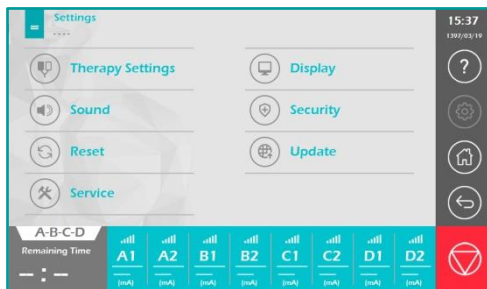 Settings
----
15:37
1397/03/19
Therapy Settings
Display
?
Sound
Security
Reset
Update
Service
A-B-C-D
Remaining Time
-- : --
A1 A2 B1 B2 C1 C2 D1 D2
(mA) (mA) (mA) (mA) (mA) (mA) (mA) (mA)